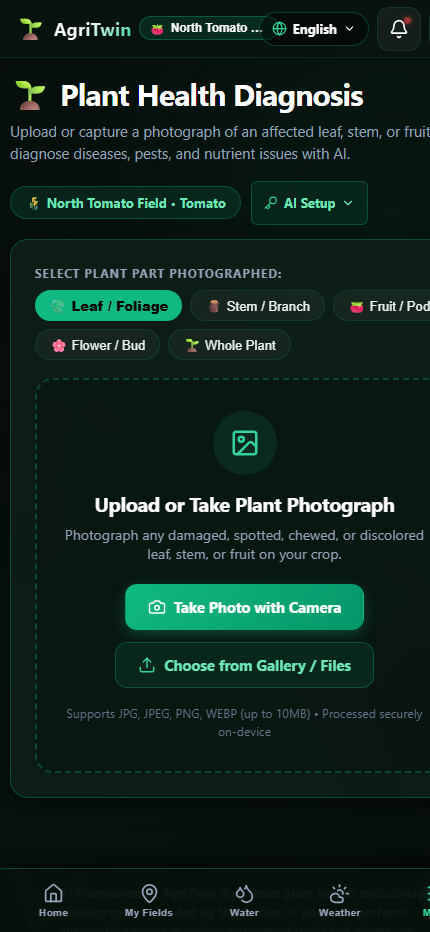 AgriTwin
North Tomato ...
English
Plant Health Diagnosis
Upload or capture a photograph of an affected leaf, stem, or fruit
diagnose diseases, pests, and nutrient issues with AI.
North Tomato Field • Tomato
AI Setup
SELECT PLANT PART PHOTOGRAPHED:
Leaf / Foliage
Stem / Branch
Fruit / Pod
Flower / Bud
Whole Plant
Upload or Take Plant Photograph
Photograph any damaged, spotted, chewed, or discolored
leaf, stem, or fruit on your crop.
Take Photo with Camera
Choose from Gallery / Files
Supports JPG, JPEG, PNG, WEBP (up to 10MB) • Processed securely
on-device
Home
My Fields
Water
Weather